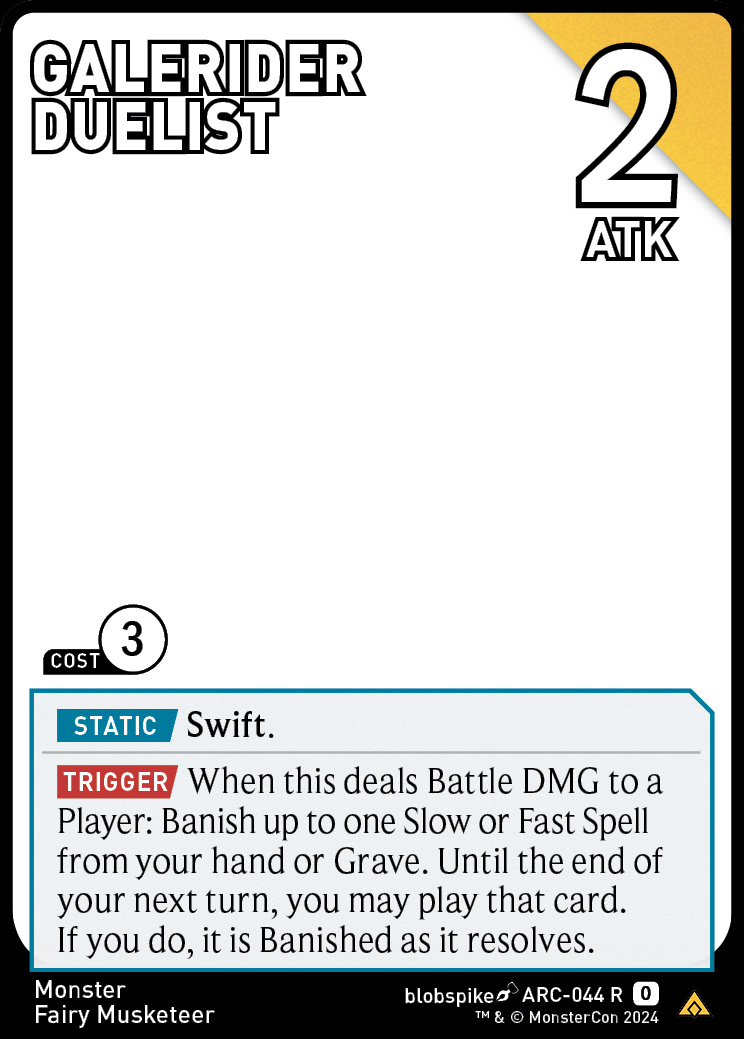 GALERIDER
DUELIST
2
ATK
COST 3
STATIC Swift.
TRIGGER When this deals Battle DMG to a
Player: Banish up to one Slow or Fast Spell
from your hand or Grave. Until the end of
your next turn, you may play that card.
If you do, it is Banished as it resolves.
Monster
Fairy Musketeer
blobspike ARC-044 R 0
™ & © MonsterCon 2024